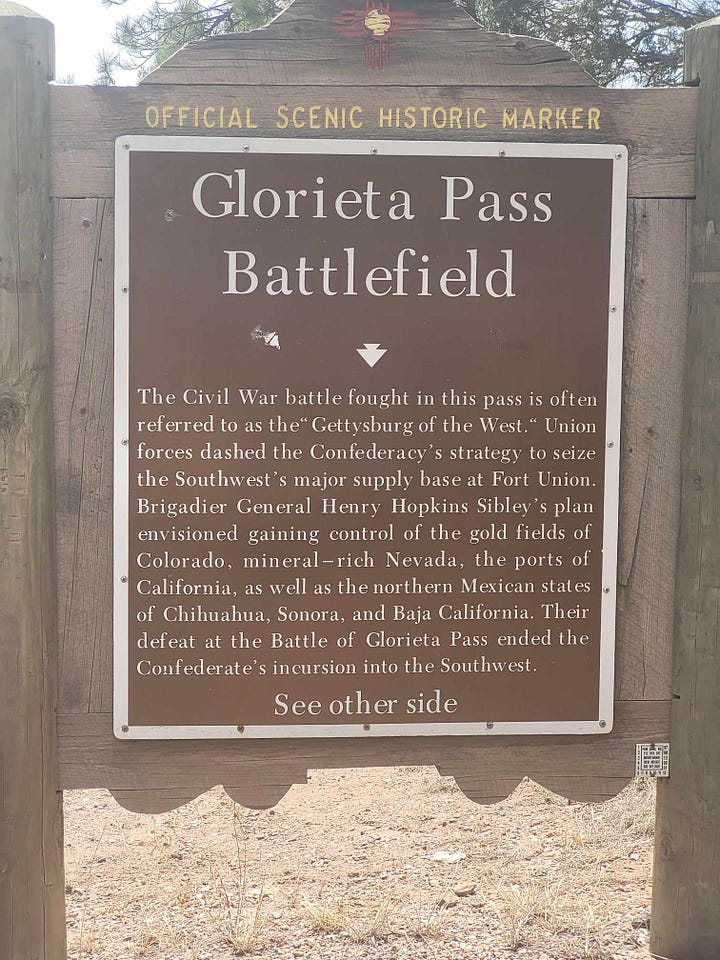 OFFICIAL SCENIC HISTORIC MARKER
Glorieta Pass
Battlefield
The Civil War battle fought in this pass is often
referred to as the“Gettysburg of the West.“ Union
forces dashed the Confederacy's strategy to seize
the Southwest's major supply base at Fort Union.
Brigadier General Henry Hopkins Sibley's plan
envisioned gaining control of the gold fields of
Colorado, mineral–rich Nevada, the ports of
California, as well as the northern Mexican states
of Chihuahua, Sonora, and Baja California. Their
defeat at the Battle of Glorieta Pass ended the
Confederate's incursion into the Southwest.
See other side